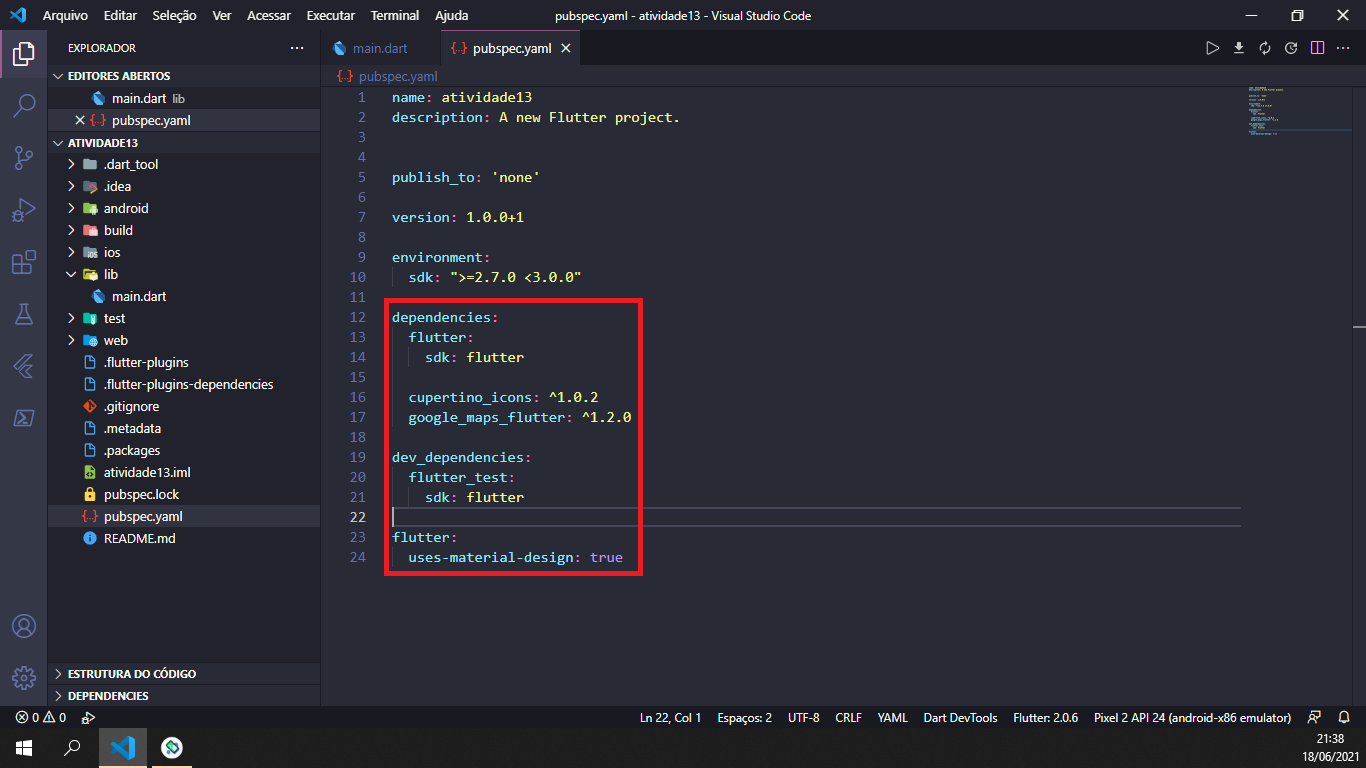 Arquivo Editar Seleção Ver Acessar Executar Terminal Ajuda pubspec.yaml - atividade13 - Visual Studio Code
EXPLORADOR
EDITORES ABERTOS
main.dart lib
pubspec.yaml
ATIVIDADE13
.dart_tool
.idea
android
build
ios
lib
main.dart
test
web
.flutter-plugins
.flutter-plugins-dependencies
.gitignore
.metadata
.packages
atividade13.iml
pubspec.lock
pubspec.yaml
README.md
ESTRUTURA DO CÓDIGO
DEPENDENCIES
main.dart pubspec.yaml
pubspec.yaml
1 name: atividade13
2 description: A new Flutter project.
3
4
5 publish_to: 'none'
6
7 version: 1.0.0+1
8
9 environment:
10 sdk: ">=2.7.0 <3.0.0"
11
12 dependencies:
13 flutter:
14 sdk: flutter
15
16 cupertino_icons: ^1.0.2
17 google_maps_flutter: ^1.2.0
18
19 dev_dependencies:
20 flutter_test:
21 sdk: flutter
22
23 flutter:
24 uses-material-design: true
0 0 Ln 22, Col 1 Espaços: 2 UTF-8 CRLF YAML Dart DevTools Flutter: 2.0.6 Pixel 2 API 24 (android-x86 emulator)
21:38
18/06/2021